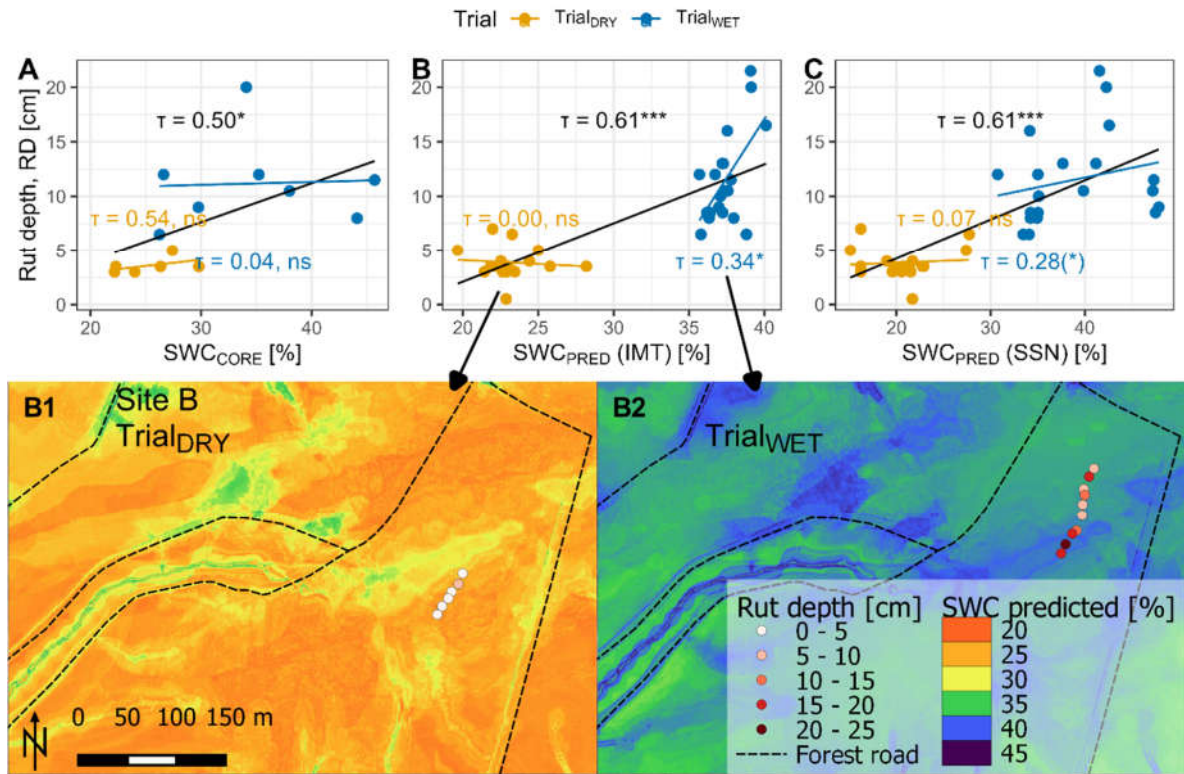 Trial Trial_DRY Trial_WET
A B C
Rut depth, RD [cm]
20
15
10
5
0
τ = 0.50*
τ = 0.54, ns
τ = 0.04, ns
τ = 0.61***
τ = 0.00, ns
τ = 0.34*
τ = 0.61***
τ = 0.07, ns
τ = 0.28(*)
20 30 40
20 25 30 35 40
20 30 40
SWC_CORE [%]
SWC_PRED (IMT) [%]
SWC_PRED (SSN) [%]
B1
Site B
Trial_DRY
N
0 50 100 150 m
B2
Trial_WET
Rut depth [cm]
0 - 5
5 - 10
10 - 15
15 - 20
20 - 25
Forest road
SWC predicted [%]
20
25
30
35
40
45